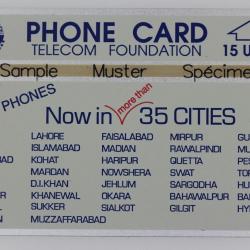 PHONE CARD
TELECOM FOUNDATION
15 U
Sample Muster Spécime
PHONES
more than
Now in 35 CITIES
LAHORE FAISALABAD MIRPUR
ISLAMABAD MADIAN RAWALPINDI
KOHAT HARIPUR QUETTA
MARDAN NOWSHERA SWAT
D.I.KHAN JEHLUM SARGODHA
KHANEWAL OKARA BAHAWALPUR
SUKKER SIALKOT GILGIT
MUZZAFFARABAD